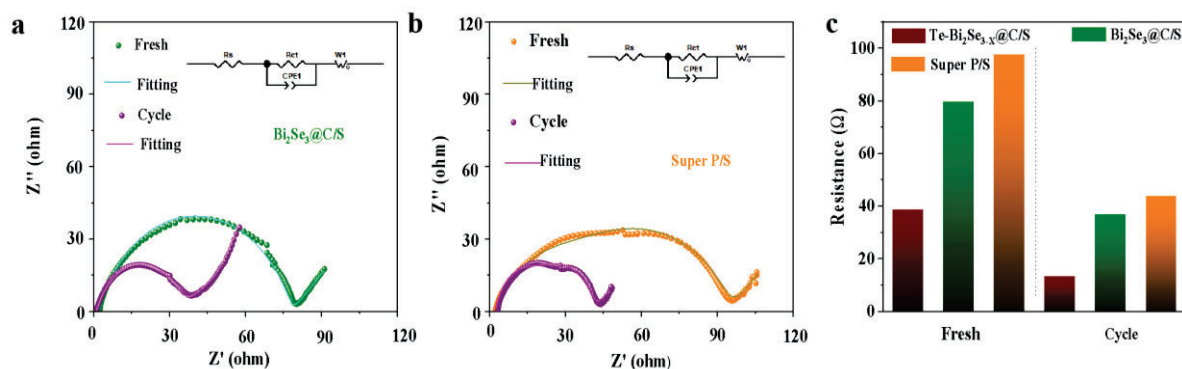 a
120
90
60
30
0
Z'' (ohm)
Fresh
Fitting
Cycle
Fitting
Rs
Rct
W1
CPE1
Bi₂Se₃@C/S
0
30
60
90
120
Z' (ohm)
b
120
90
60
30
0
Z'' (ohm)
Fresh
Fitting
Cycle
Fitting
Rs
Rct
W1
CPE1
Super P/S
0
30
60
90
120
Z' (ohm)
c
Te-Bi₂Se₃₋ₓ@C/S
Bi₂Se₃@C/S
Super P/S
100
80
60
40
20
0
Resistance (Ω)
Fresh
Cycle